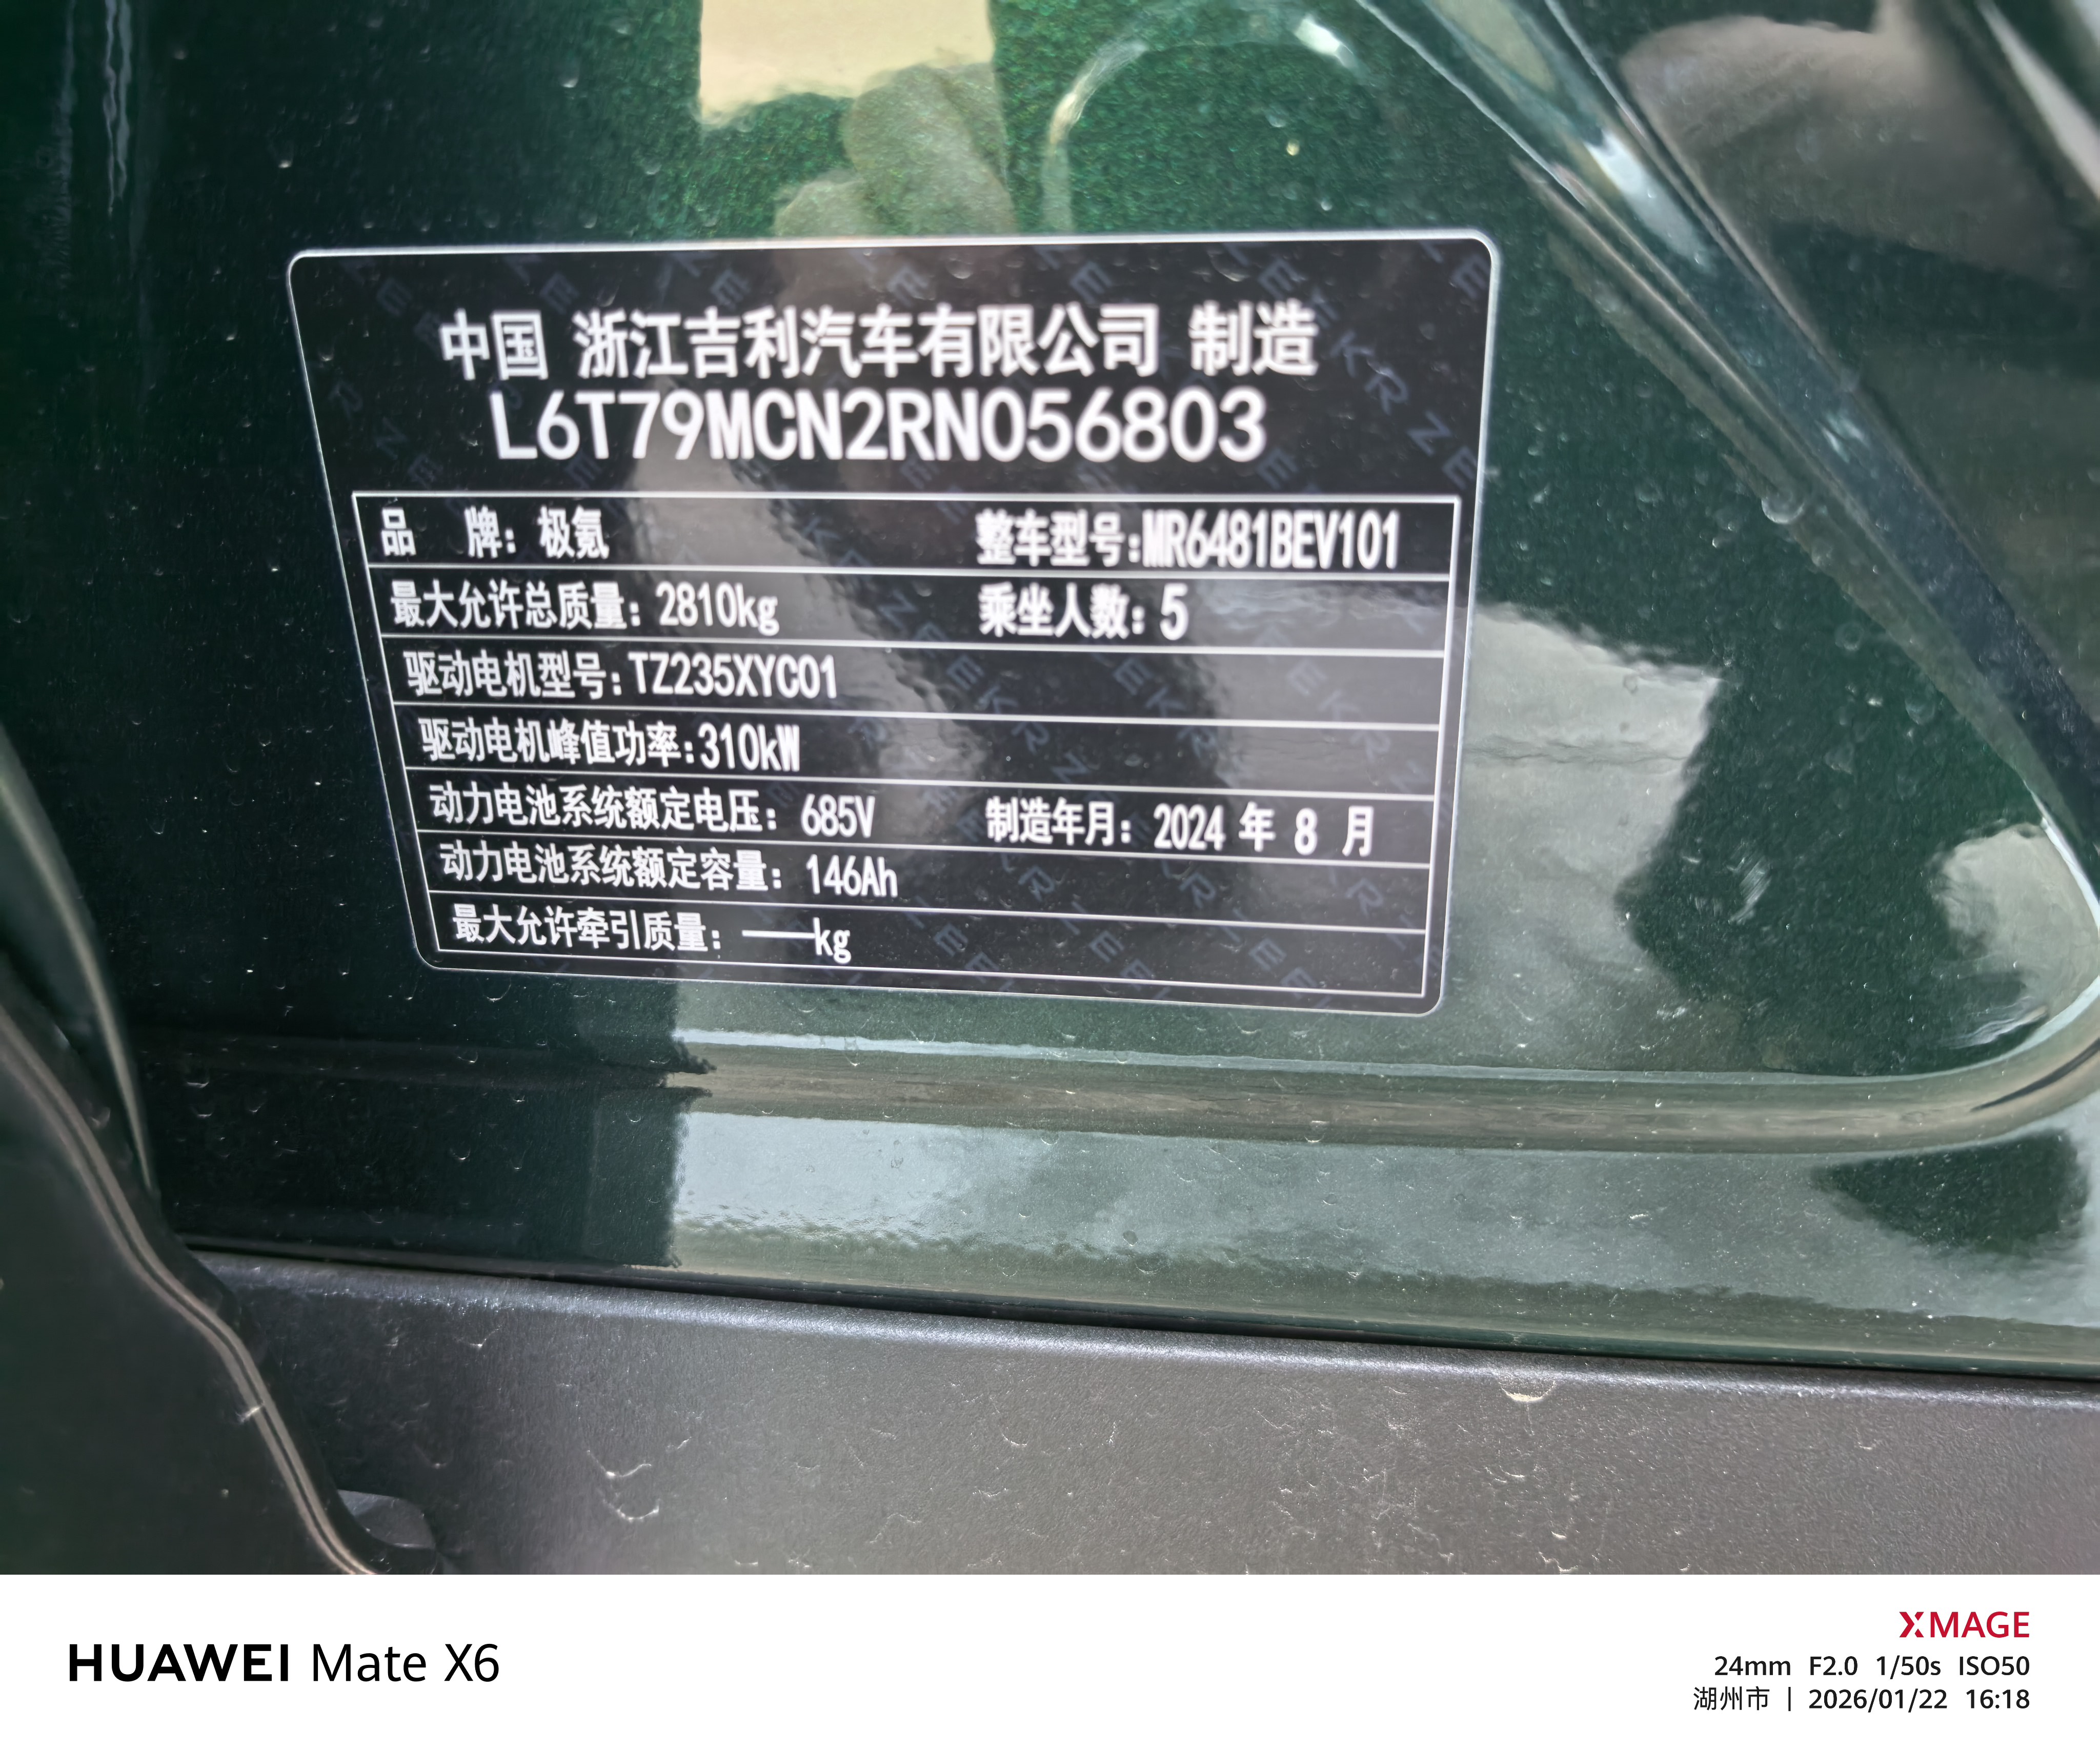 中国 浙江吉利汽车有限公司 制造
L6T79MCN2RN056803
品 牌：极氪 整车型号：MR6481BEV101
最大允许总质量：2810kg 乘坐人数：5
驱动电机型号：TZ235XYC01
驱动电机峰值功率：310kW
动力电池系统额定电压：685V 制造年月：2024 年 8 月
动力电池系统额定容量：146Ah
最大允许牵引质量：——kg
HUAWEI Mate X6
XMAGE
24mm F2.0 1/50s ISO50
湖州市 | 2026/01/22 16:18